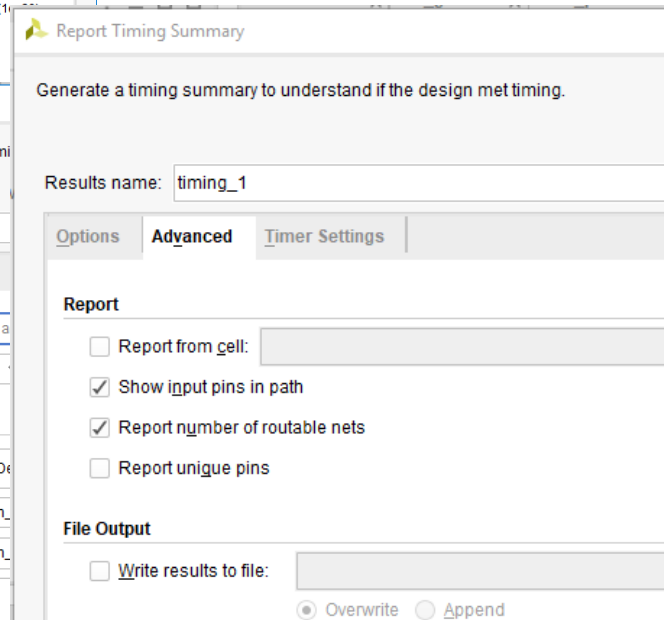 Report Timing Summary
Generate a timing summary to understand if the design met timing.
Results name: timing_1
Options Advanced Timer Settings
Report
Report from cell:
Show input pins in path
Report number of routable nets
Report unique pins
File Output
Write results to file:
Overwrite Append